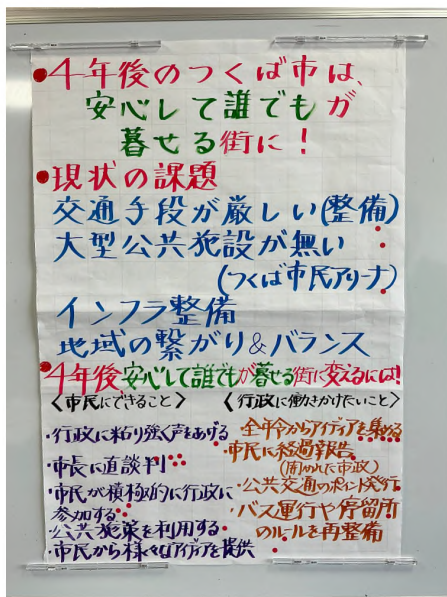 4年後のつくば市は、
安心して誰でもが
暮せる街に!
現状の課題
交通手段が厳しい(整備)
大型公共施設が無い
(つくば市民アリーナ)
インフラ整備
地域の繋がり&バランス
4年後安心して誰でもが暮せる街に変えるには!
〈市民にできること〉
・行政に粘り強く声をあげる
・市長に直談判
・市民が積極的に行政に
参加する
・公共施策を利用する
・市民から様々なアイディアを提供
〈行政に働きかけたいこと〉
からアイディアを集める
・市民に経過報告
(開かれた市政)
・公共交通のポイント発行
・バス運行や停留所
のルールを再整備